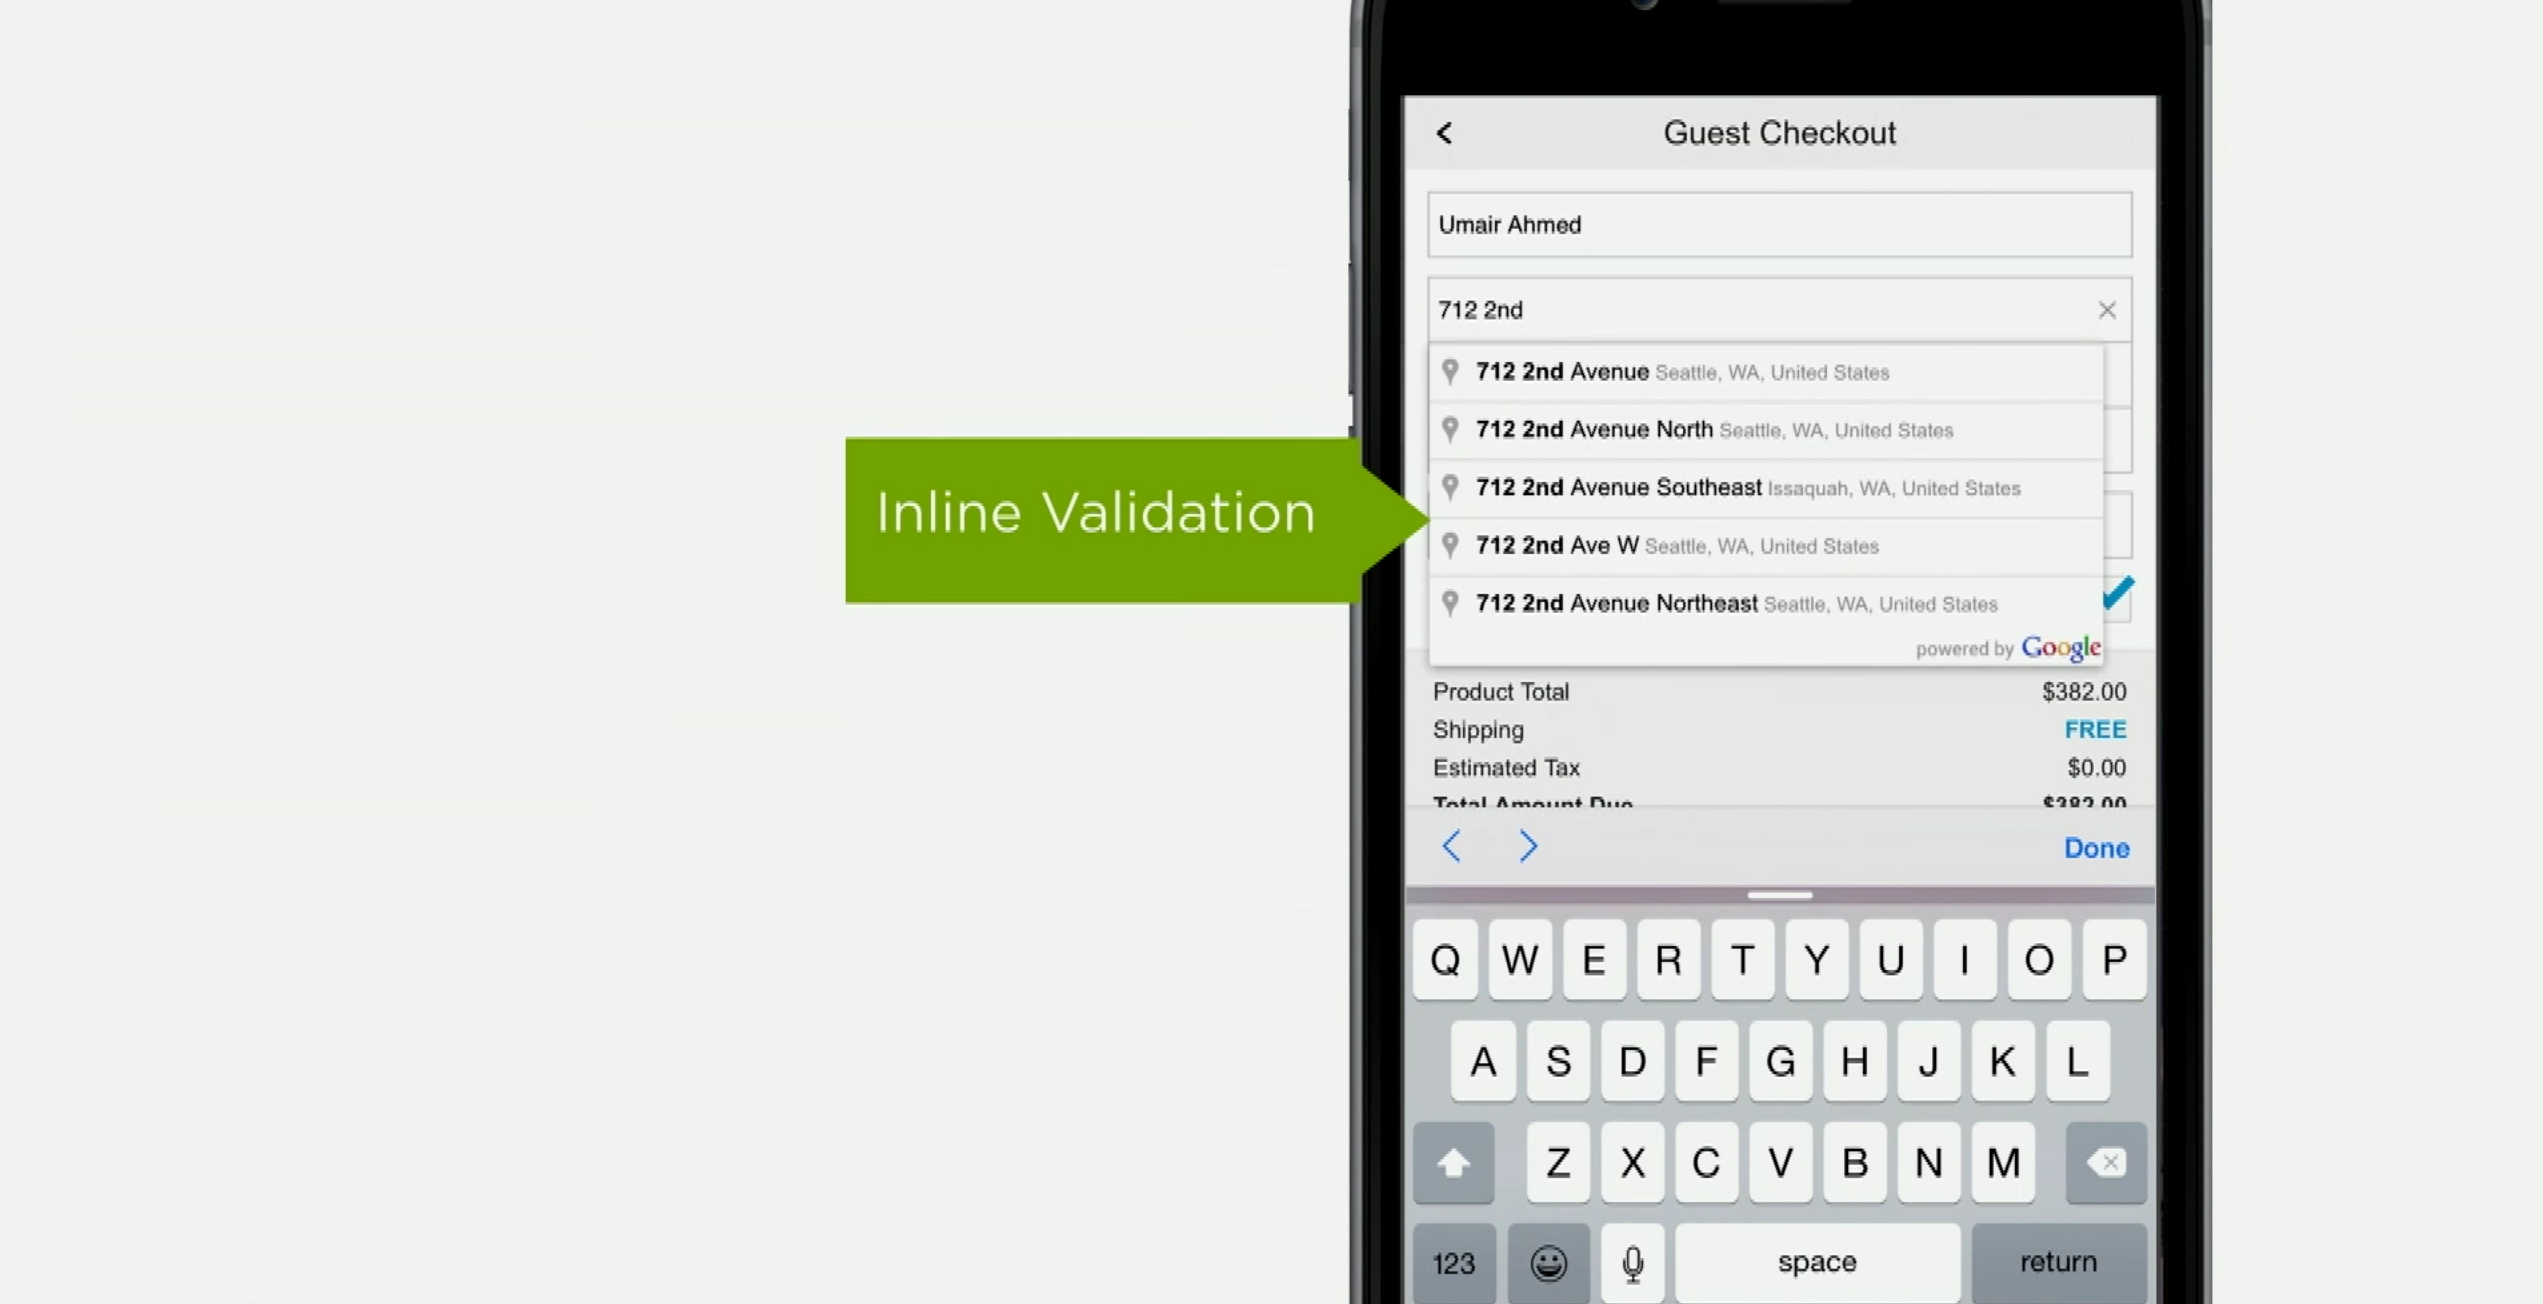 Guest Checkout
Umair Ahmed
712 2nd
712 2nd Avenue Seattle, WA, United States
712 2nd Avenue North Seattle, WA, United States
Inline Validation
712 2nd Avenue Southeast Issaquah, WA, United States
712 2nd Ave W Seattle, WA, United States
712 2nd Avenue Northeast Seattle, WA, United States
powered by Google
Product Total $382.00
Shipping FREE
Estimated Tax $0.00
Total Amount Due $382.00
Done
Q W E R T Y U I O P
A S D F G H J K L
Z X C V B N M
123 space return